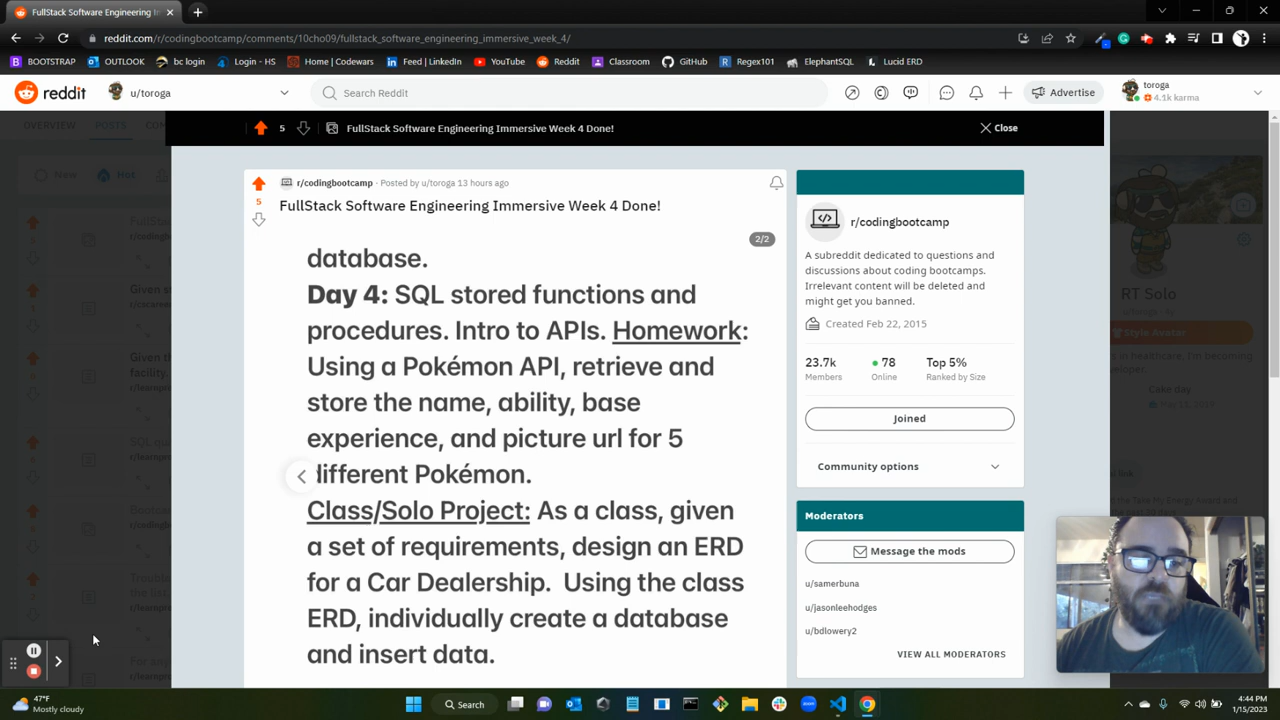 FullStack Software Engineering Im
reddit.com/r/codingbootcamp/comments/10cho09/fullstack_software_engineering_immersive_week_4/
BOOTSTRAP
OUTLOOK
bc login
Login - HS
Home | Codewars
Feed | LinkedIn
YouTube
Reddit
Classroom
GitHub
Regex101
ElephantSQL
Lucid ERD
reddit
u/toroga
Search Reddit
Advertise
toroga
4.1k karma
OVERVIEW
POSTS
5
FullStack Software Engineering Immersive Week 4 Done!
Close
New
Hot
r/codingbootcamp · Posted by u/toroga 13 hours ago
5
FullStack Software Engineering Immersive Week 4 Done!
2/2
database.
Day 4: SQL stored functions and
procedures. Intro to APIs. Homework:
Using a Pokémon API, retrieve and
store the name, ability, base
experience, and picture url for 5
different Pokémon.
Class/Solo Project: As a class, given
a set of requirements, design an ERD
for a Car Dealership. Using the class
ERD, individually create a database
and insert data.
r/codingbootcamp
A subreddit dedicated to questions and
discussions about coding bootcamps.
Irrelevant content will be deleted and
might get you banned.
Created Feb 22, 2015
23.7k
Members
78
Online
Top 5%
Ranked by Size
Joined
Community options
Moderators
Message the mods
u/samerbuna
u/jasonleehodges
u/bdlowery2
VIEW ALL MODERATORS
RT Solo
Style Avatar
Cake day
47°F
Mostly cloudy
Search
4:44 PM
1/15/2023